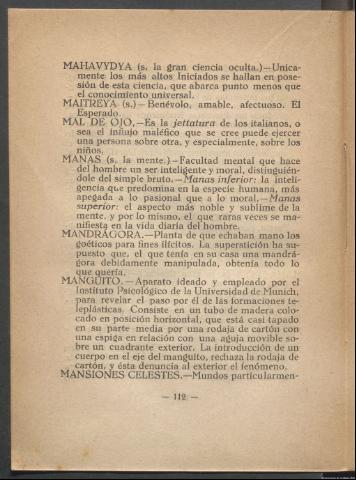 MAHAVYDYA (s. la gran ciencia oculta.)—Unica-
mente los más altos Iniciados se hallan en pose-
sión de esta ciencia, que abarca punto menos que
el conocimiento universal.
MAITREYA (s.)— Benévolo, amable, afectuoso. El
Esperado.
MAL DE OJO.—Es la jettatura de los italianos, o
sea el influjo maléfico que se cree puede ejercer
una persona sobre otra, y especialmente, sobre los
niños.
MANAS (s. la mente.)—Facultad mental que hace
del hombre un ser inteligente y moral, distinguién-
dole del simple bruto.—Manas inferior: la inteli-
gencia que predomina en la especie humana, más
apegada a lo pasional que a lo moral.—Manas
superior: el aspecto más noble y sublime de la
mente, y por lo mismo, el que raras veces se ma-
nifiesta en la vida diaria del hombre.
MANDRÁGORA.—Planta de que echaban mano los
goéticos para fines ilícitos. La superstición ha su-
puesto que, el que tenía en su casa una mandrá-
gora debidamente manipulada, obtenía todo lo
que quería.
MANGUITO. — Aparato ideado y empleado por el
Instituto Psicológico de la Universidad de Munich,
para revelar el paso por él de las formaciones te-
leplásticas. Consiste en un tubo de madera colo-
cado en posición horizontal, que está casi tapado
en su parte media por una rodaja de cartón con
una espiga en relación con una aguja movible so-
bre un cuadrante exterior. La introducción de un
cuerpo en el eje del manguito, rechaza la rodaja de
cartón, y ésta denuncia al exterior el fenómeno.
MANSIONES CELESTES.—Mundos particularmen-
— 112 —